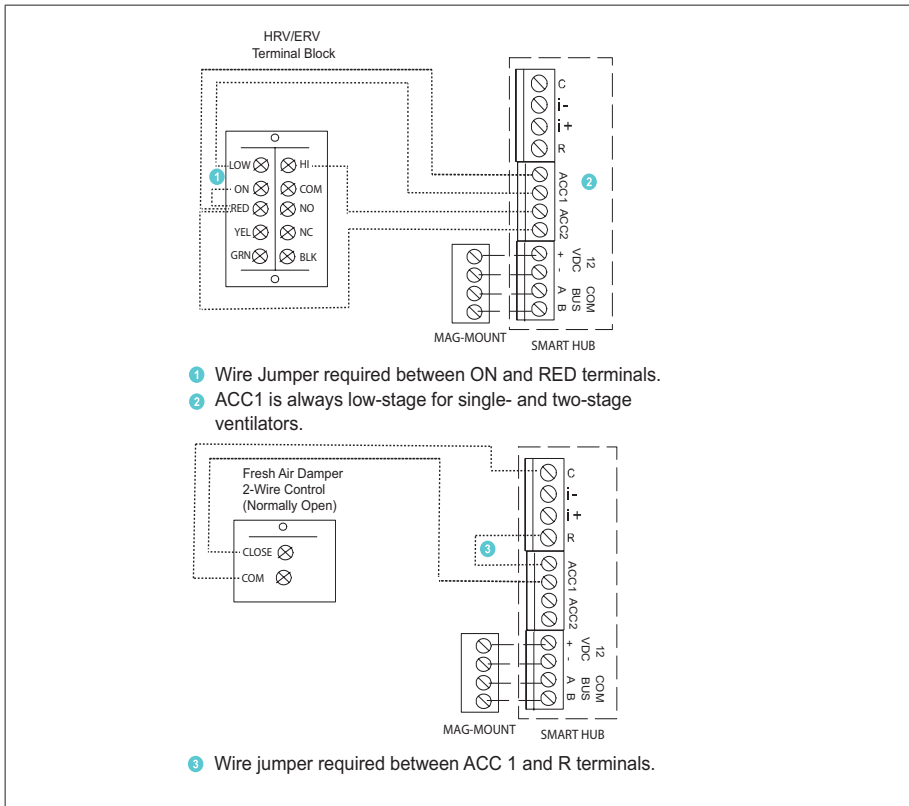 HRV/ERV
Terminal Block
C
i-
i+
R
LOW
HI
ON
COM
RED
NO
YEL
NC
GRN
BLK
1
ACC1
ACC2
2
+
-
A
B
12
VDC
COM
BUS
MAG-MOUNT
SMART HUB
1 Wire Jumper required between ON and RED terminals.
2 ACC1 is always low-stage for single- and two-stage
ventilators.
Fresh Air Damper
2-Wire Control
(Normally Open)
CLOSE
COM
C
i-
i+
R
3
ACC1
ACC2
+
-
A
B
12
VDC
COM
BUS
MAG-MOUNT
SMART HUB
3 Wire jumper required between ACC 1 and R terminals.